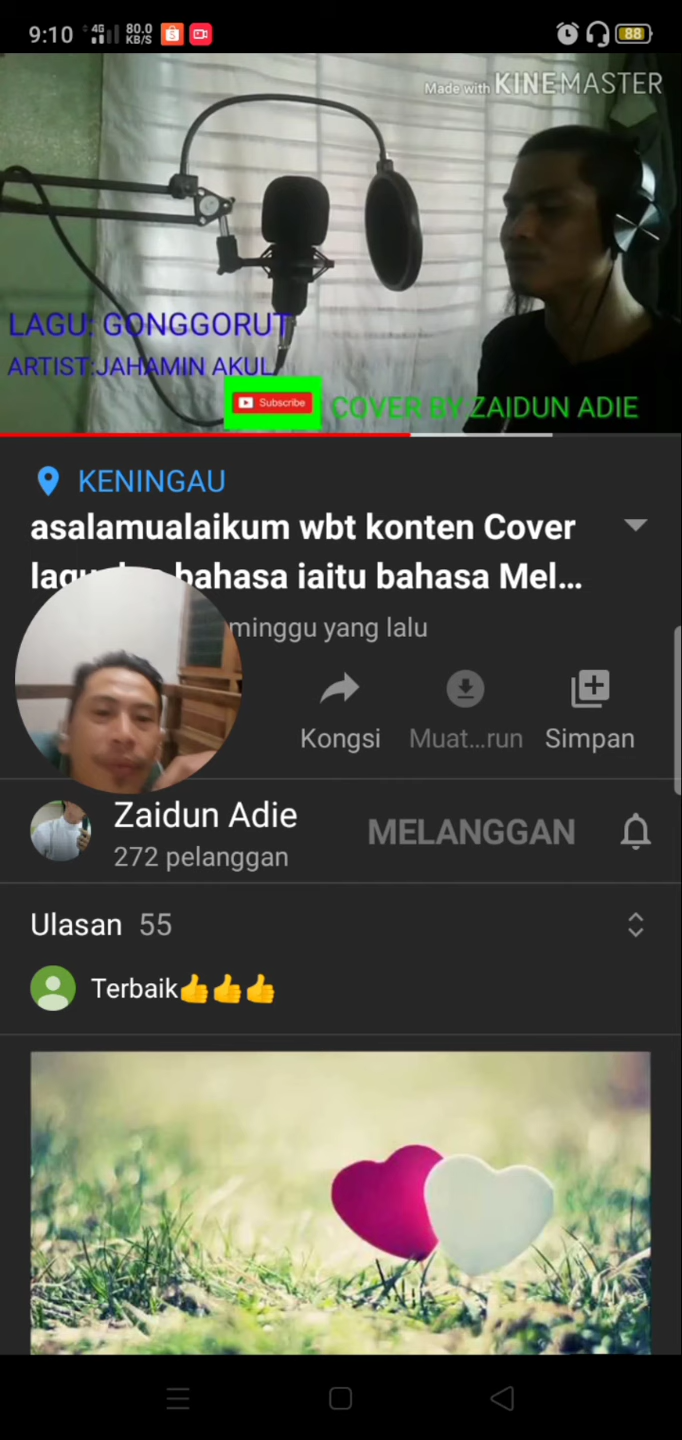 9:10 4G 80.0 KB/S 88
Made with KINEMASTER
LAGU: GONGGORUT
ARTIST:JAHAMIN AKUL
Subscribe
COVER BY ZAIDUN ADIE
KENINGAU
asalamualaikum wbt konten Cover
bahasa iaitu bahasa Mel...
minggu yang lalu
Kongsi Muat...run Simpan
Zaidun Adie
272 pelanggan
MELANGGAN
Ulasan 55
Terbaik👍👍👍